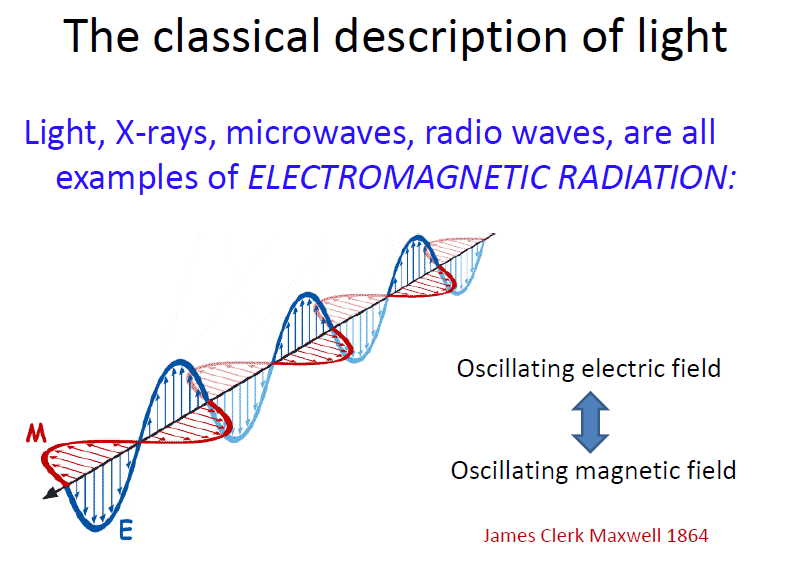 The classical description of light
Light, X-rays, microwaves, radio waves, are all
examples of ELECTROMAGNETIC RADIATION:
M
E
Oscillating electric field
Oscillating magnetic field
James Clerk Maxwell 1864